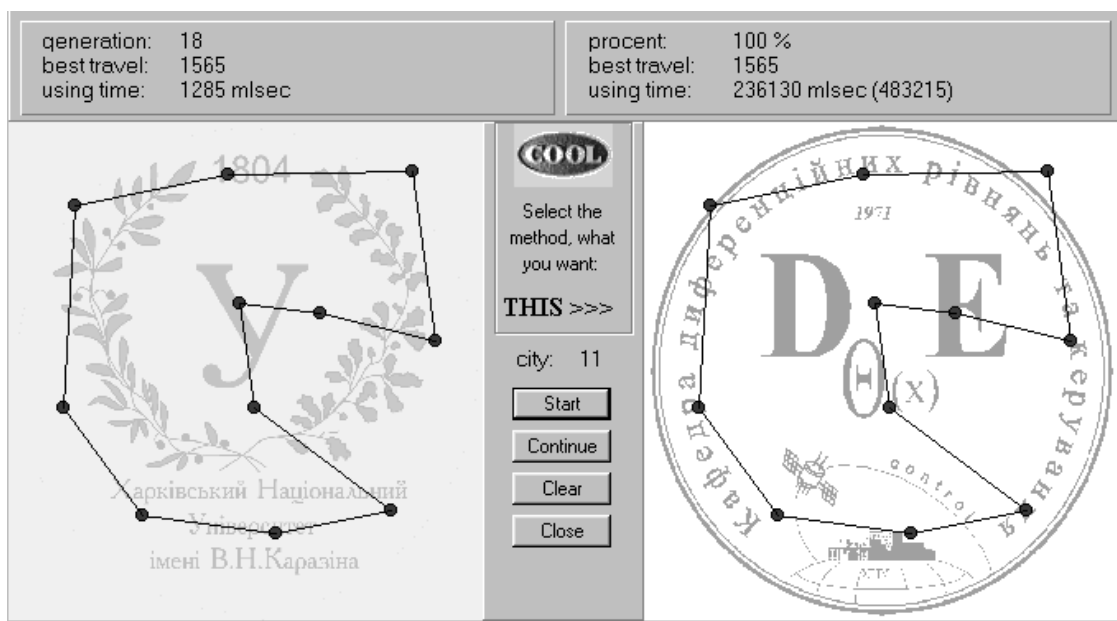 generation: 18
best travel: 1565
using time: 1285 mlsec
procent: 100 %
best travel: 1565
using time: 236130 mlsec (483215)
1804
У
Харківський Національний
Університет
імені В.Н.Каразіна
COOL
Select the
method, what
you want:
THIS >>>
city: 11
Start
Continue
Clear
Close
Кафедра диференційних рівнянь та керування
1971
D E
Θ(x)
control